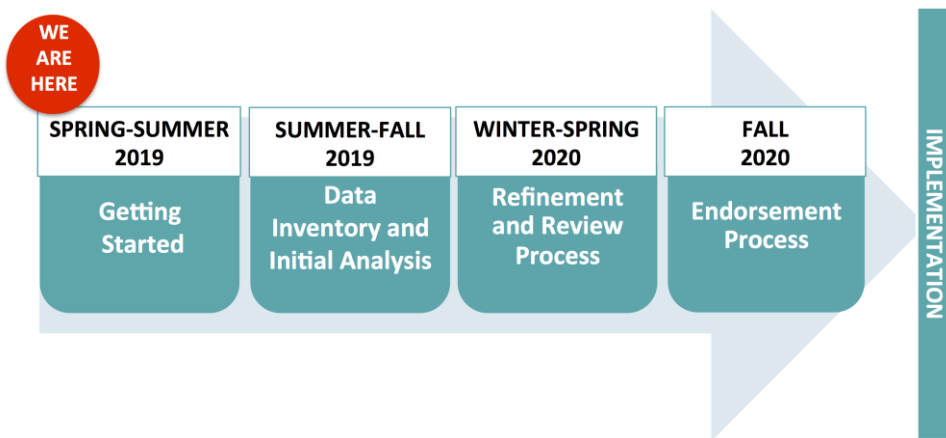 WE
ARE
HERE
SPRING-SUMMER
2019
Getting
Started
SUMMER-FALL
2019
Data
Inventory and
Initial Analysis
WINTER-SPRING
2020
Refinement
and Review
Process
FALL
2020
Endorsement
Process
IMPLEMENTATION